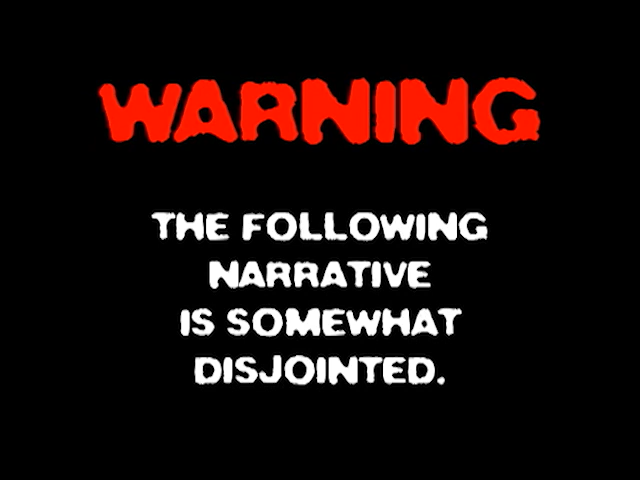 WARNING
THE FOLLOWING
NARRATIVE
IS SOMEWHAT
DISJOINTED.